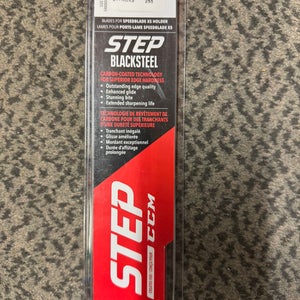 BLADES FOR SPEEDBLADE XS HOLDER
LAMES POUR PORTE-LAME SPEEDBLADE XS
STEP
BLACKSTEEL
CARBON-COATED TECHNOLOGY
FOR SUPERIOR EDGE HARDNESS
• Outstanding edge quality
• Enhanced glide
• Stunning bite
• Extended sharpening life
TECHNOLOGIE DE REVÊTEMENT DE
CARBONE POUR DES TRANCHANTS
D'UNE DURETÉ SUPÉRIEURE
• Tranchant inégalé
• Glisse améliorée
• Mordant exceptionnel
• Durée d'affûtage
prolongée
STEP
CCM